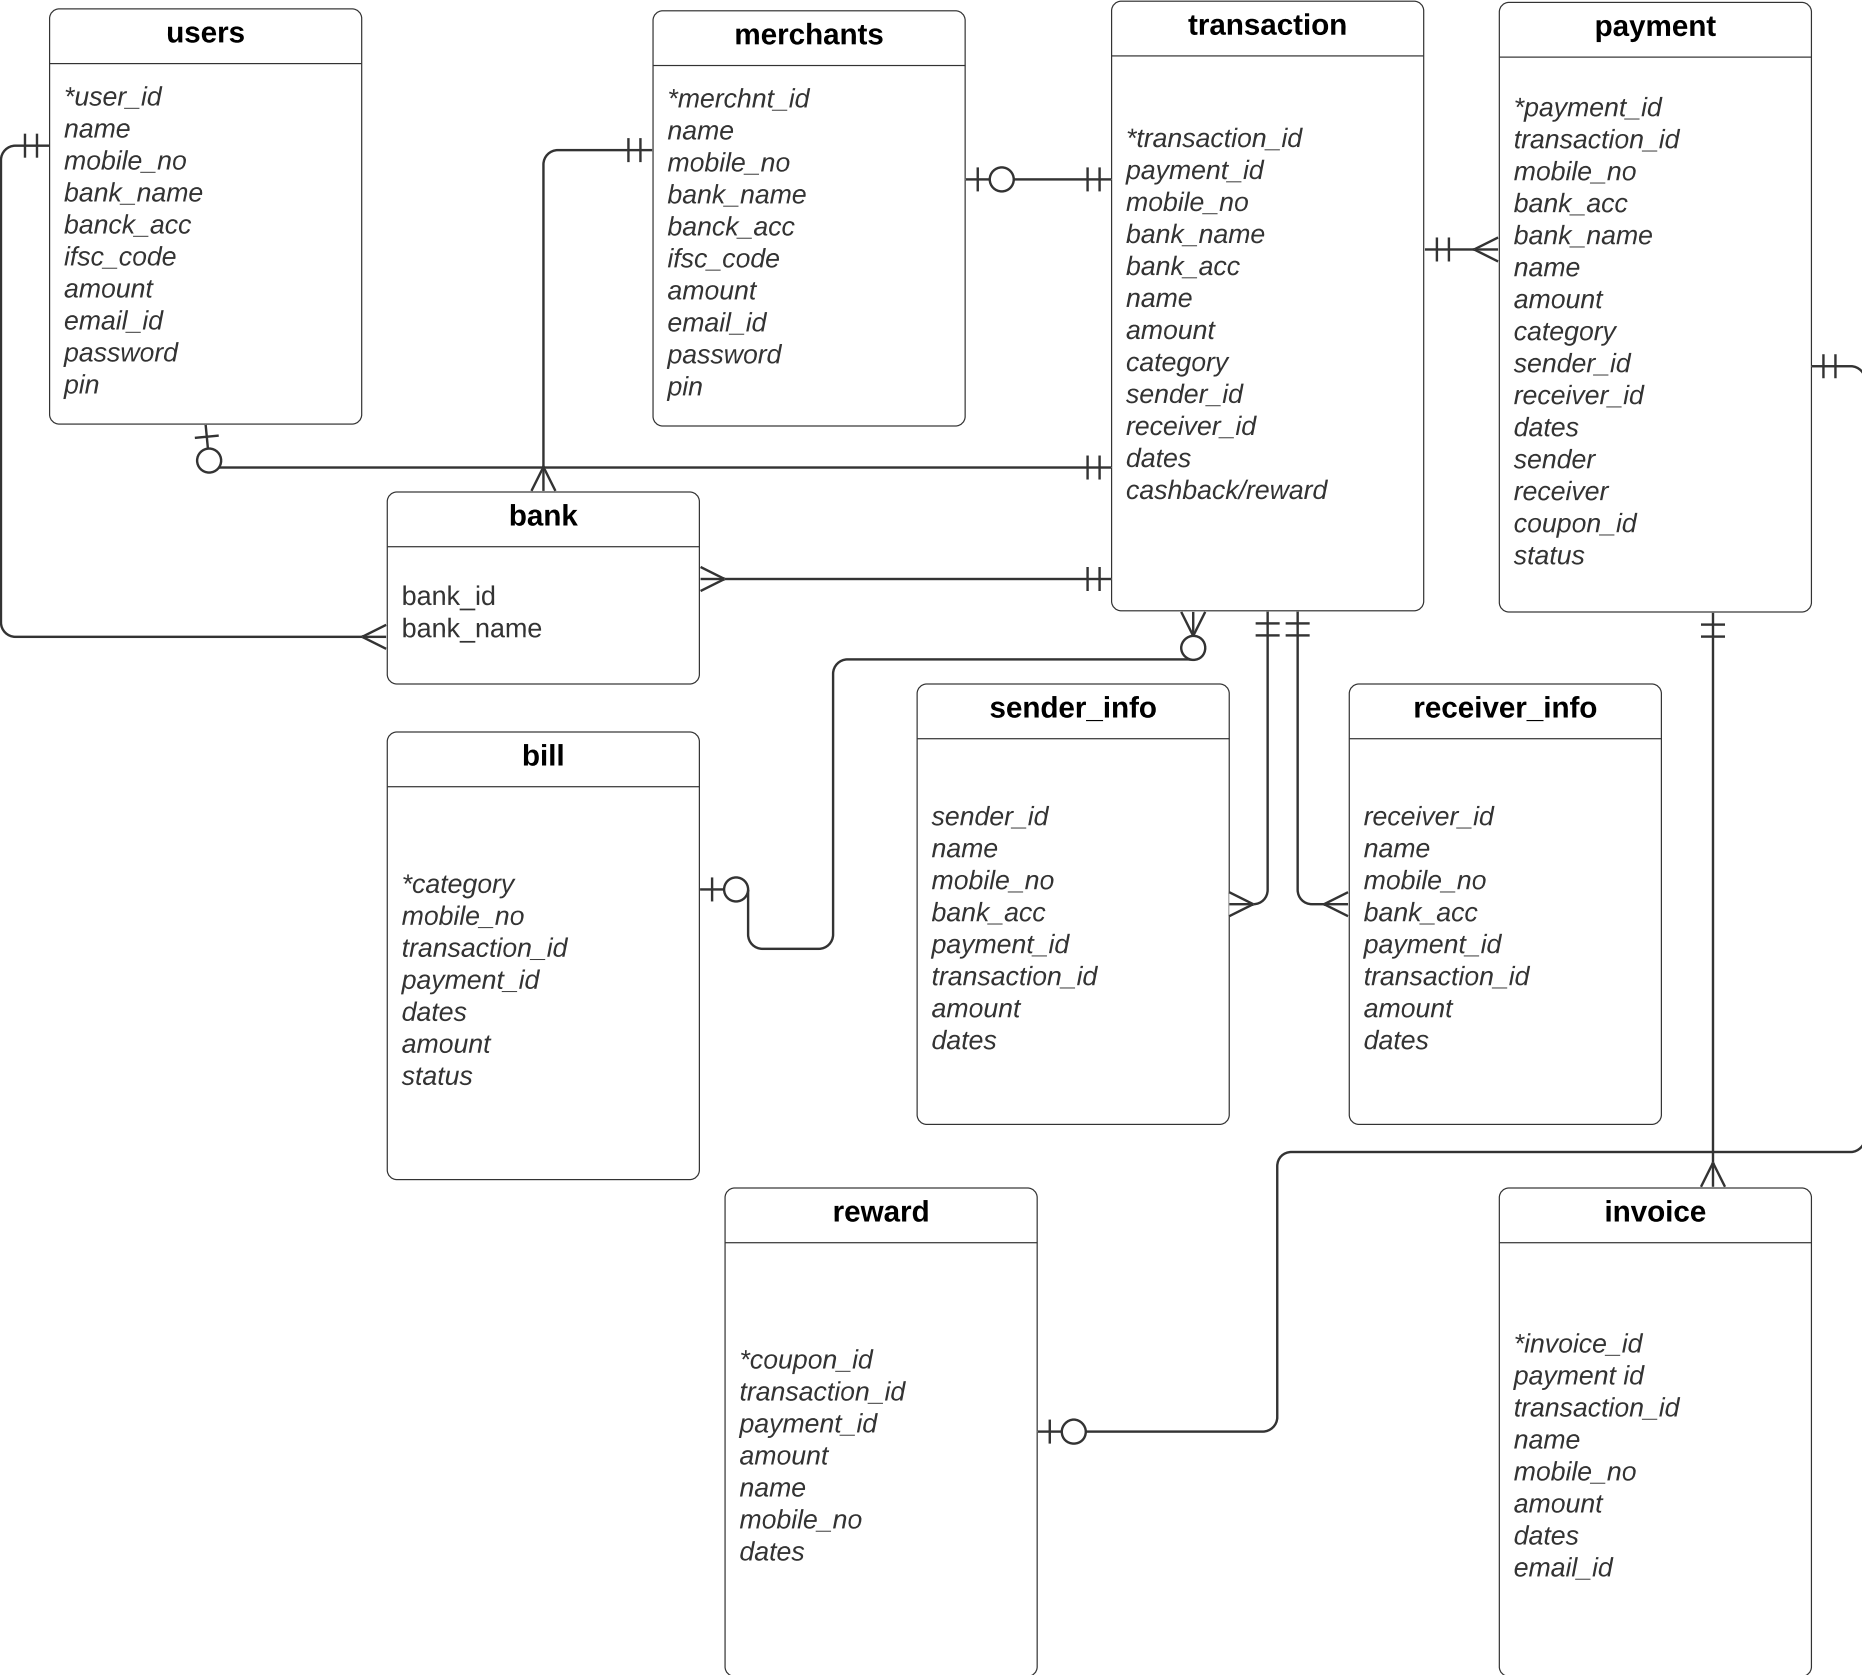 users
*user_id
name
mobile_no
bank_name
banck_acc
ifsc_code
amount
email_id
password
pin
merchants
*merchnt_id
name
mobile_no
bank_name
banck_acc
ifsc_code
amount
email_id
password
pin
transaction
*transaction_id
payment_id
mobile_no
bank_name
bank_acc
name
amount
category
sender_id
receiver_id
dates
cashback/reward
payment
*payment_id
transaction_id
mobile_no
bank_acc
bank_name
name
amount
category
sender_id
receiver_id
dates
sender
receiver
coupon_id
status
bank
bank_id
bank_name
bill
*category
mobile_no
transaction_id
payment_id
dates
amount
status
sender_info
sender_id
name
mobile_no
bank_acc
payment_id
transaction_id
amount
dates
receiver_info
receiver_id
name
mobile_no
bank_acc
payment_id
transaction_id
amount
dates
reward
*coupon_id
transaction_id
payment_id
amount
name
mobile_no
dates
invoice
*invoice_id
payment id
transaction_id
name
mobile_no
amount
dates
email_id